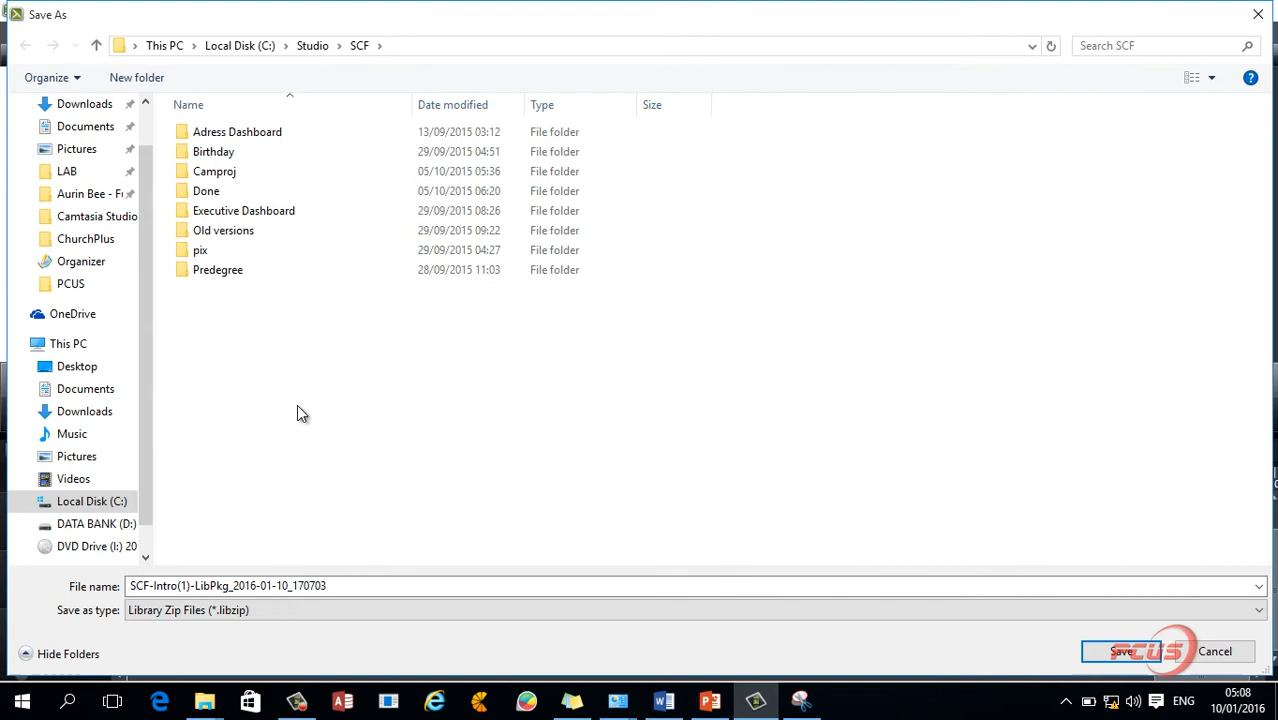 Save As
This PC > Local Disk (C:) > Studio > SCF >
Search SCF
Organize
New folder
Name
Date modified
Type
Size
Downloads
Documents
Pictures
LAB
Aurin Bee - F
Camtasia Studio
ChurchPlus
Organizer
PCUS
OneDrive
This PC
Desktop
Documents
Downloads
Music
Pictures
Videos
Local Disk (C:)
DATA BANK (D:)
DVD Drive (I:) 20
Adress Dashboard 13/09/2015 03:12 File folder
Birthday 29/09/2015 04:51 File folder
Camproj 05/10/2015 05:36 File folder
Done 05/10/2015 06:20 File folder
Executive Dashboard 29/09/2015 08:26 File folder
Old versions 29/09/2015 09:22 File folder
pix 29/09/2015 04:27 File folder
Predegree 28/09/2015 11:03 File folder
File name: SCF-Intro(1)-LibPkg_2016-01-10_170703
Save as type: Library Zip Files (*.libzip)
Hide Folders
Save
PCUS
Cancel
ENG
05:08
10/01/2016